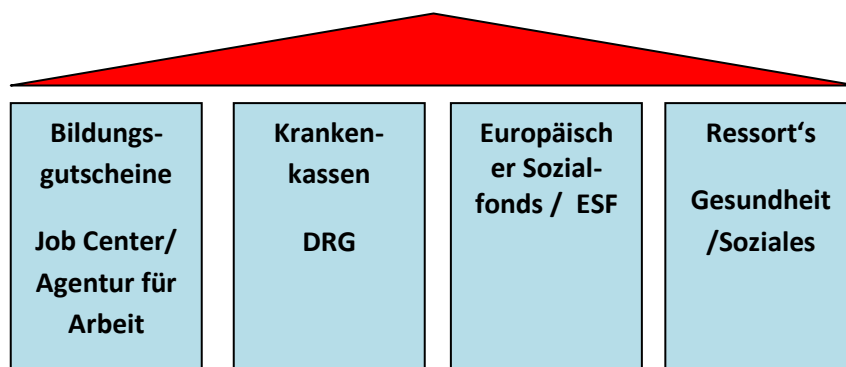 Bildungs-
gutscheine
Job Center/
Agentur für
Arbeit
Kranken-
kassen
DRG
Europäisch
er Sozial-
fonds /  ESF
Ressort‘s
Gesundheit
/Soziales